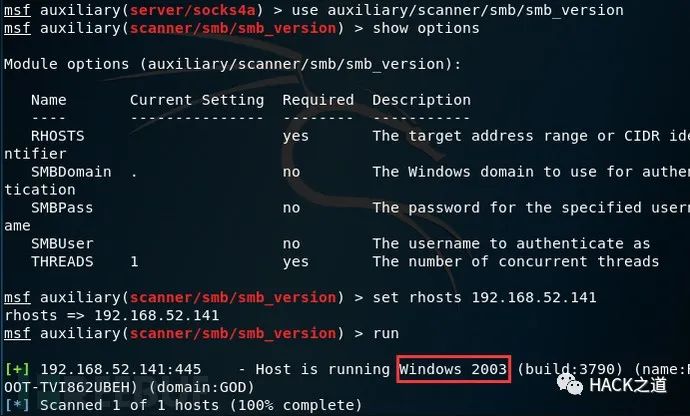 msf auxiliary(server/socks4a) > use auxiliary/scanner/smb/smb_version
msf auxiliary(scanner/smb/smb_version) > show options
Module options (auxiliary/scanner/smb/smb_version):
Name Current Setting Required Description
---- --------------- -------- -----------
RHOSTS yes The target address range or CIDR ide
ntifier
SMBDomain . no The Windows domain to use for authen
tication
SMBPass no The password for the specified usern
ame
SMBUser no The username to authenticate as
THREADS 1 yes The number of concurrent threads
msf auxiliary(scanner/smb/smb_version) > set rhosts 192.168.52.141
rhosts => 192.168.52.141
msf auxiliary(scanner/smb/smb_version) > run
[+] 192.168.52.141:445 - Host is running Windows 2003 (build:3790) (name:R
OOT-TVI862UBEH) (domain:GOD)
[*] Scanned 1 of 1 hosts (100% complete)
HACK之道